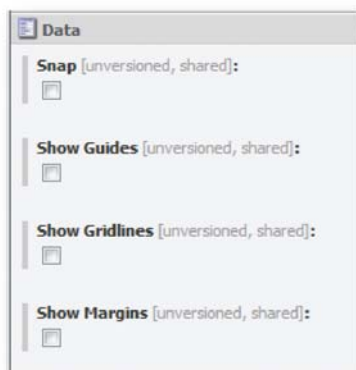 Data
Snap [unversioned, shared]:
Show Guides [unversioned, shared]:
Show Gridlines [unversioned, shared]:
Show Margins [unversioned, shared]: